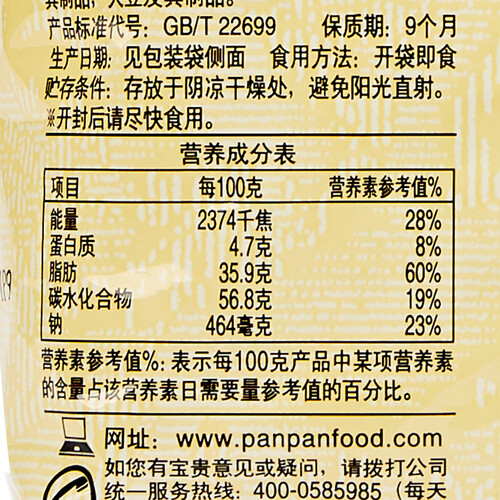 具制品、大豆及其制品。
产品标准代号：GB/T 22699 保质期：9个月
生产日期：见包装袋侧面 食用方法：开袋即食
贮存条件：存放于阴凉干燥处，避免阳光直射。
※开封后请尽快食用。
营养成分表
项目 每100克 营养素参考值%
能量 2374千焦 28%
蛋白质 4.7克 8%
脂肪 35.9克 60%
碳水化合物 56.8克 19%
钠 464毫克 23%
营养素参考值%：表示每100克产品中某项营养素
的含量占该营养素日需要量参考值的百分比。
网址：www.panpanfood.com
如您有宝贵意见或疑问，请拨打公司
统一服务热线：400-0585985（每天